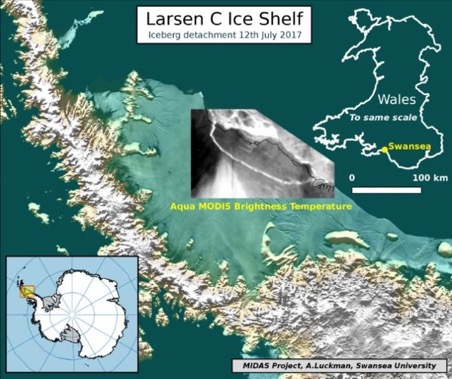 Larsen C Ice Shelf
Iceberg detachment 12th July 2017
Wales
To same scale
Swansea
0 100 km
Aqua MODIS Brightness Temperature
MIDAS Project, A.Luckman, Swansea University